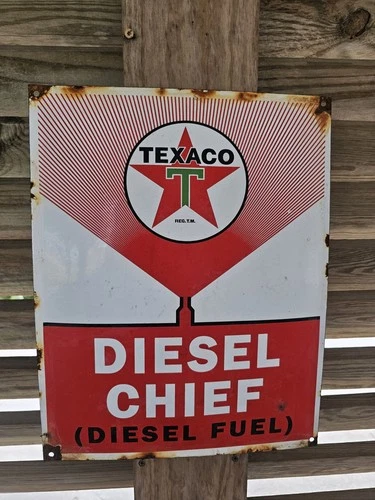 TEXACO
T
REG. T.M.
DIESEL
CHIEF
(DIESEL FUEL)